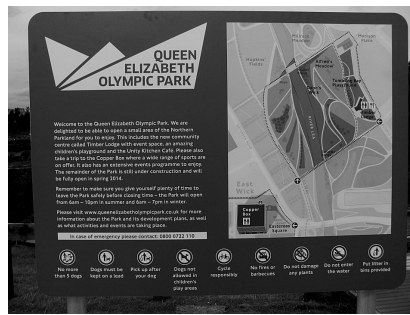 QUEEN
ELIZABETH
OLYMPIC PARK
Welcome to the Queen Elizabeth Olympic Park. We are
delighted to be able to open a small area of the Northern
Parkland for you to enjoy. This includes the new community
centre called Timber Lodge with event space, an amazing
children's playground and the Unity Kitchen Café. Please also
take a trip to the Copper Box where a wide range of sports are
on offer. It also has an extensive events programme to enjoy.
The remainder of the Park is still under construction and will
be fully open in spring 2014.
Remember to make sure you give yourself plenty of time to
leave the Park safely before closing time – the Park will open
from 6am – 10pm in summer and 6am – 7pm in winter.
Please visit www.queenelizabetholympicpark.co.uk for more
information about the Park and its development plans, as well
as what activities and events are taking place.
In case of emergency please contact: 0800 0722 110
Hopkins
Fields
Alfred's
Meadow
Tumbling Bay
Playground
East
Wick
Copper
Box
Eastcross
Square
No more
than 5 dogs
Dogs must be
kept on a lead
Pick up after
your dog
Dogs not
allowed in
children's
play areas
Cycle
responsibly
No fires or
barbecues
Do not damage
any plants
Do not enter
the water
Put litter in
bins provided